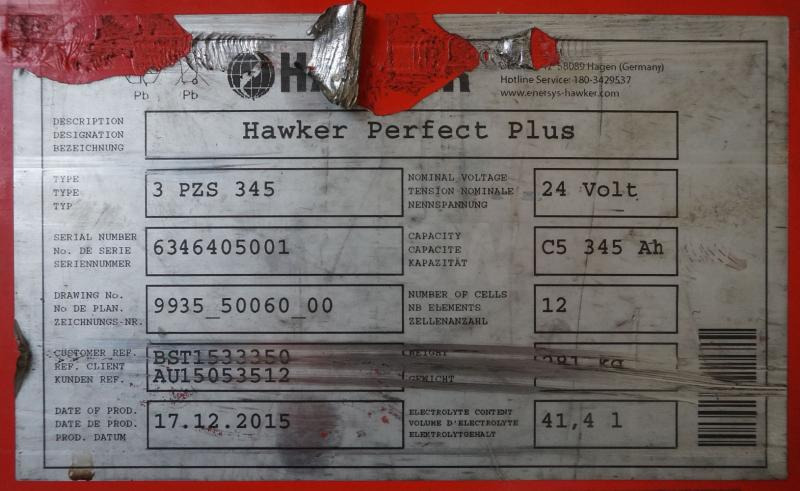 Pb Pb
58089 Hagen (Germany)
Hotline Service: 180-3429537
www.enersys-hawker.com
DESCRIPTION
DESIGNATION
BEZEICHNUNG
Hawker Perfect Plus
TYPE
TYPE
TYP
3 PZS 345
NOMINAL VOLTAGE
TENSION NOMINALE
NENNSPANNUNG
24 Volt
SERIAL NUMBER
No. DE SERIE
SERIENNUMMER
6346405001
CAPACITY
CAPACITE
KAPAZITÄT
C5 345 Ah
DRAWING No.
No DE PLAN.
ZEICHNUNGS-NR.
9935_50060_00
NUMBER OF CELLS
NB ELEMENTS
ZELLENANZAHL
12
CUSTOMER REF.
REF. CLIENT
KUNDEN REF.
BST1533350
AU15053512
GEWICHT
kg
DATE OF PROD.
DATE DE PROD.
PROD. DATUM
17.12.2015
ELECTROLYTE CONTENT
VOLUME D'ELECTROLYTE
ELEKTROLYTGEHALT
41,4 l